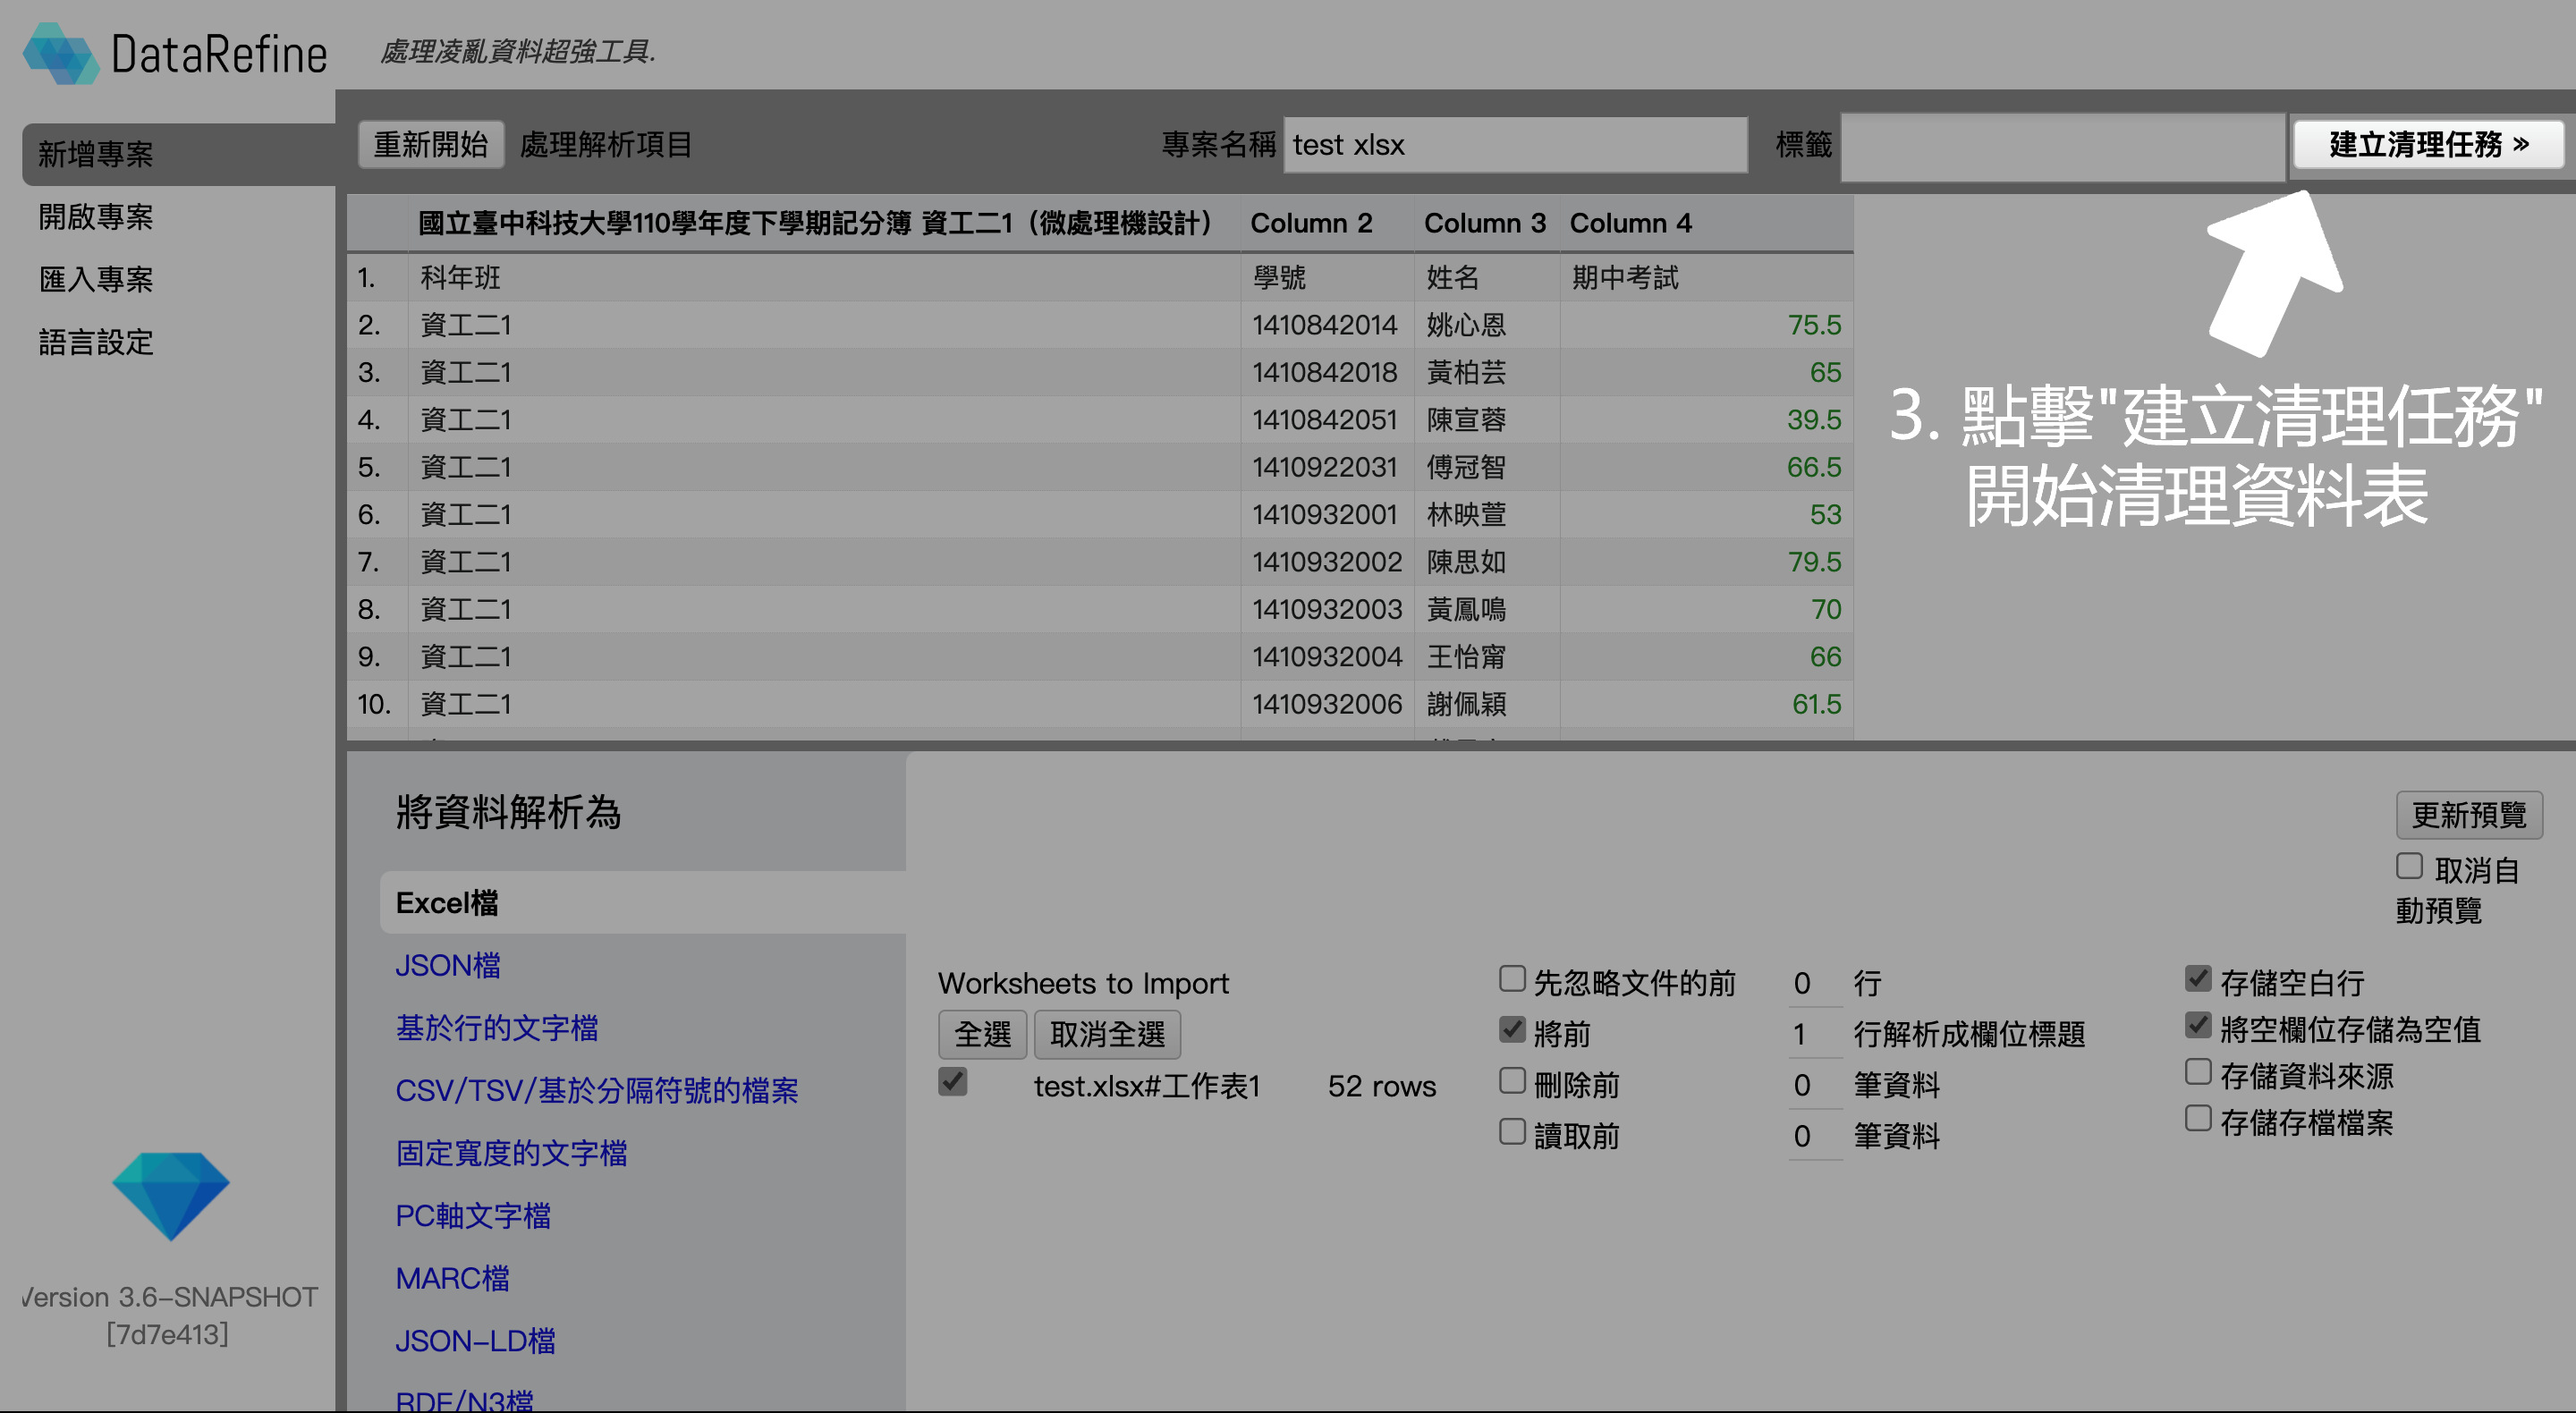 DataRefine
處理凌亂資料超強工具.
新增專案
開啟專案
匯入專案
語言設定
重新開始 處理解析項目 專案名稱 test xlsx 標籤 建立清理任務 »
國立臺中科技大學110學年度下學期記分簿 資工二1（微處理機設計） Column 2 Column 3 Column 4
1. 科年班 學號 姓名 期中考試
2. 資工二1 1410842014 姚心恩 75.5
3. 資工二1 1410842018 黃柏芸 65
4. 資工二1 1410842051 陳宣蓉 39.5
5. 資工二1 1410922031 傅冠智 66.5
6. 資工二1 1410932001 林映萱 53
7. 資工二1 1410932002 陳思如 79.5
8. 資工二1 1410932003 黃鳳鳴 70
9. 資工二1 1410932004 王怡甯 66
10. 資工二1 1410932006 謝佩穎 61.5
3. 點擊"建立清理任務"
開始清理資料表
將資料解析為
Excel檔
JSON檔
基於行的文字檔
CSV/TSV/基於分隔符號的檔案
固定寬度的文字檔
PC軸文字檔
MARC檔
JSON-LD檔
RDF/N3檔
更新預覽
取消自
動預覽
Worksheets to Import
全選 取消全選
test.xlsx#工作表1 52 rows
先忽略文件的前 0 行
將前 1 行解析成欄位標題
刪除前 0 筆資料
讀取前 0 筆資料
存儲空白行
將空欄位存儲為空值
存儲資料來源
存儲存檔檔案
Version 3.6-SNAPSHOT
[7d7e413]